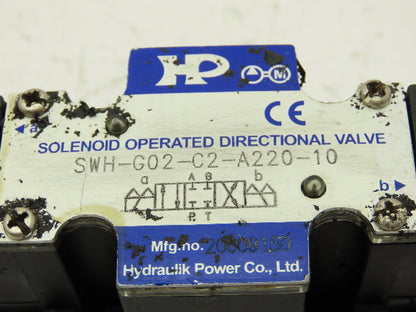 HP
M
CE
◀a
SOLENOID OPERATED DIRECTIONAL VALVE
SWH-G02-C2-A220-10
a A B b
P T
b▶
Mfg.no.
Hydraulik Power Co., Ltd.